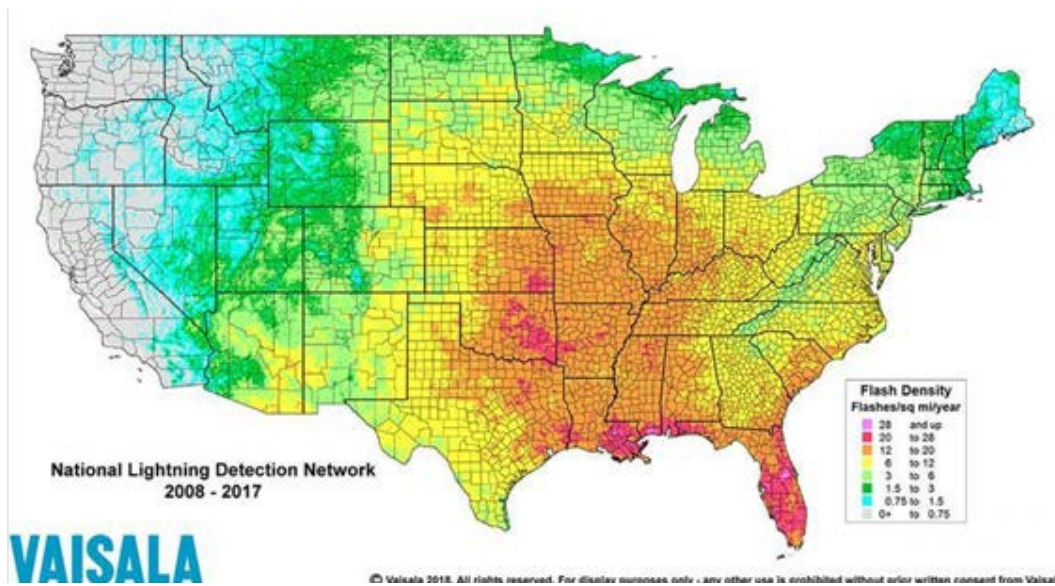 Flash Density
Flashes/sq mi/year
28 and up
20 to 28
12 to 20
6 to 12
3 to 6
1.5 to 3
0.75 to 1.5
0+ to 0.75
National Lightning Detection Network
2008 - 2017
VAISALA
© Vaisala 2018. All rights reserved. For display purposes only - any other use is prohibited without prior written consent from